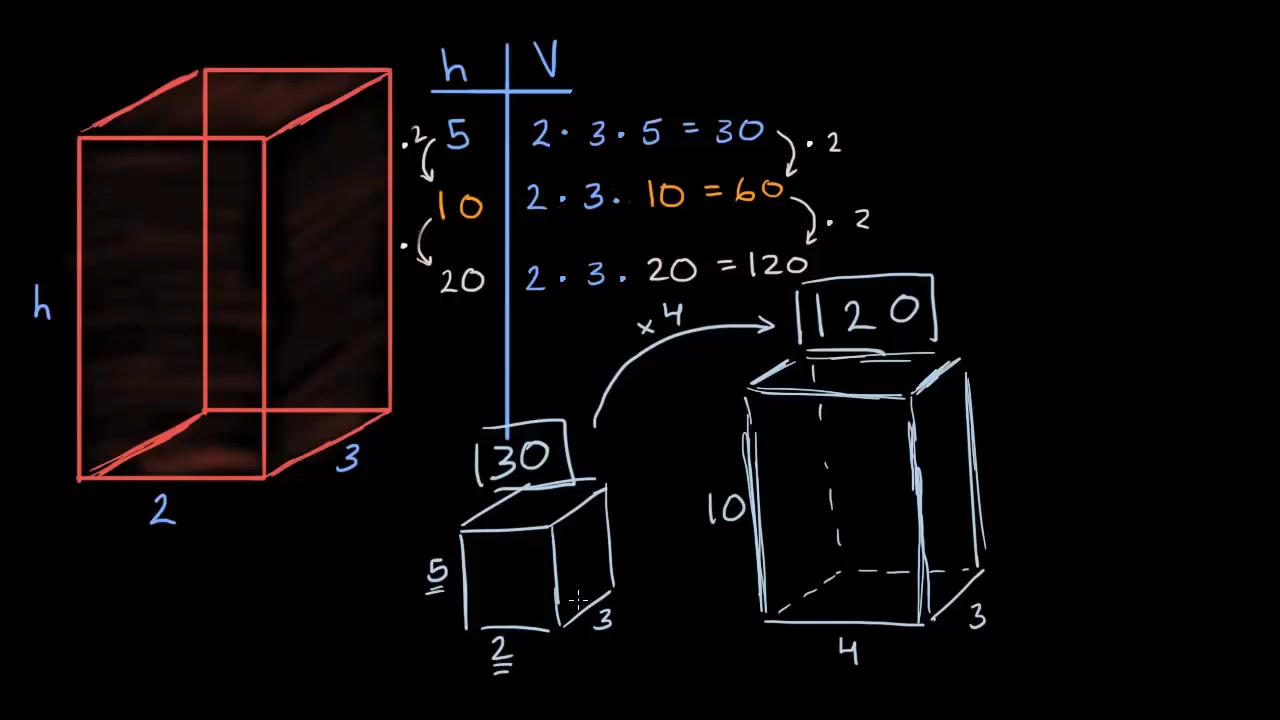 h V
5 2 · 3 · 5 = 30
· 2 · 2
10 2 · 3 · 10 = 60
· · 2
20 2 · 3 · 20 = 120
h
3
2
x 4
120
30
10
5
3
2
3
4